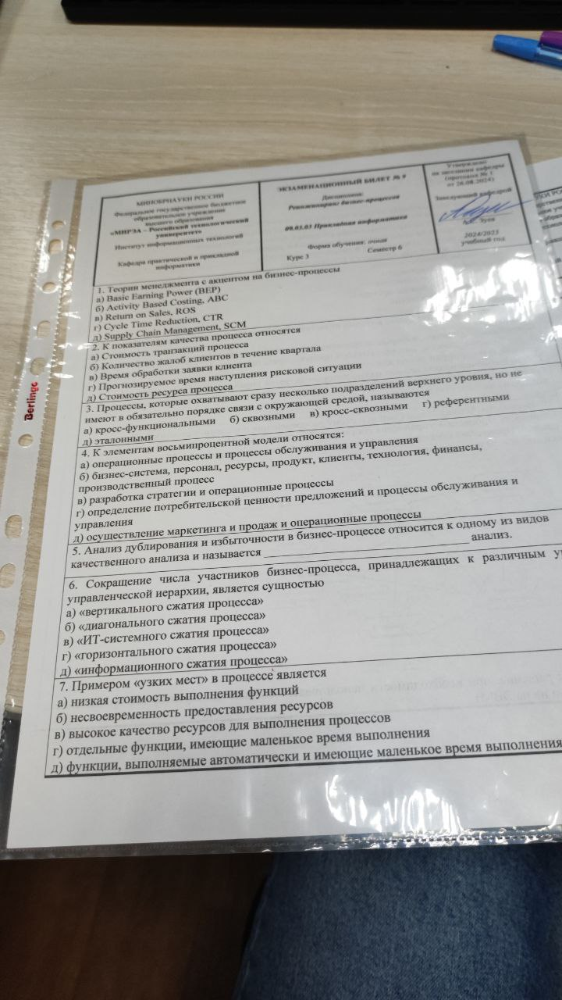 МИНОБРНАУКИ РОССИИ
Федеральное государственное бюджетное
образовательное учреждение
высшего образования
«МИРЭА – Российский технологический
университет»
Институт информационных технологий
Кафедра практической и прикладной
информатики
ЭКЗАМЕНАЦИОННЫЙ БИЛЕТ № 9
Дисциплина:
Реинжиниринг бизнес-процессов
09.03.03 Прикладная информатика
Форма обучения: очная
Курс 3 Семестр 6
Утверждено
на заседании кафедры
(протокол № 1
от 26.08.2024)
Заведующий кафедрой
Зуев
2024/2025
учебный год
1. Теории менеджмента с акцентом на бизнес-процессы
а) Basic Earning Power (BEP)
б) Activity Based Costing, ABC
в) Return on Sales, ROS
г) Cycle Time Reduction, CTR
д) Supply Chain Management, SCM
2. К показателям качества процесса относятся
а) Стоимость транзакций процесса
б) Количество жалоб клиентов в течение квартала
в) Время обработки заявки клиента
г) Прогнозируемое время наступления рисковой ситуации
д) Стоимость ресурса процесса
3. Процессы, которые охватывают сразу несколько подразделений верхнего уровня, но не
имеют в обязательно порядке связи с окружающей средой, называются
а) кросс-функциональными б) сквозными в) кросс-сквозными г) референтными
д) эталонными
4. К элементам восьмипроцентной модели относятся:
а) операционные процессы и процессы обслуживания и управления
б) бизнес-система, персонал, ресурсы, продукт, клиенты, технология, финансы,
производственный процесс
в) разработка стратегии и операционные процессы
г) определение потребительской ценности предложений и процессы обслуживания и
управления
д) осуществление маркетинга и продаж и операционные процессы
5. Анализ дублирования и избыточности в бизнес-процессе относится к одному из видов
качественного анализа и называется ______ анализ.
6. Сокращение числа участников бизнес-процесса, принадлежащих к различным у
управленческой иерархии, является сущностью
а) «вертикального сжатия процесса»
б) «диагонального сжатия процесса»
в) «ИТ-системного сжатия процесса»
г) «горизонтального сжатия процесса»
д) «информационного сжатия процесса»
7. Примером «узких мест» в процессе является
а) низкая стоимость выполнения функций
б) несвоевременность предоставления ресурсов
в) высокое качество ресурсов для выполнения процессов
г) отдельные функции, имеющие маленькое время выполнения
д) функции, выполняемые автоматически и имеющие маленькое время выполнения
Berlingo